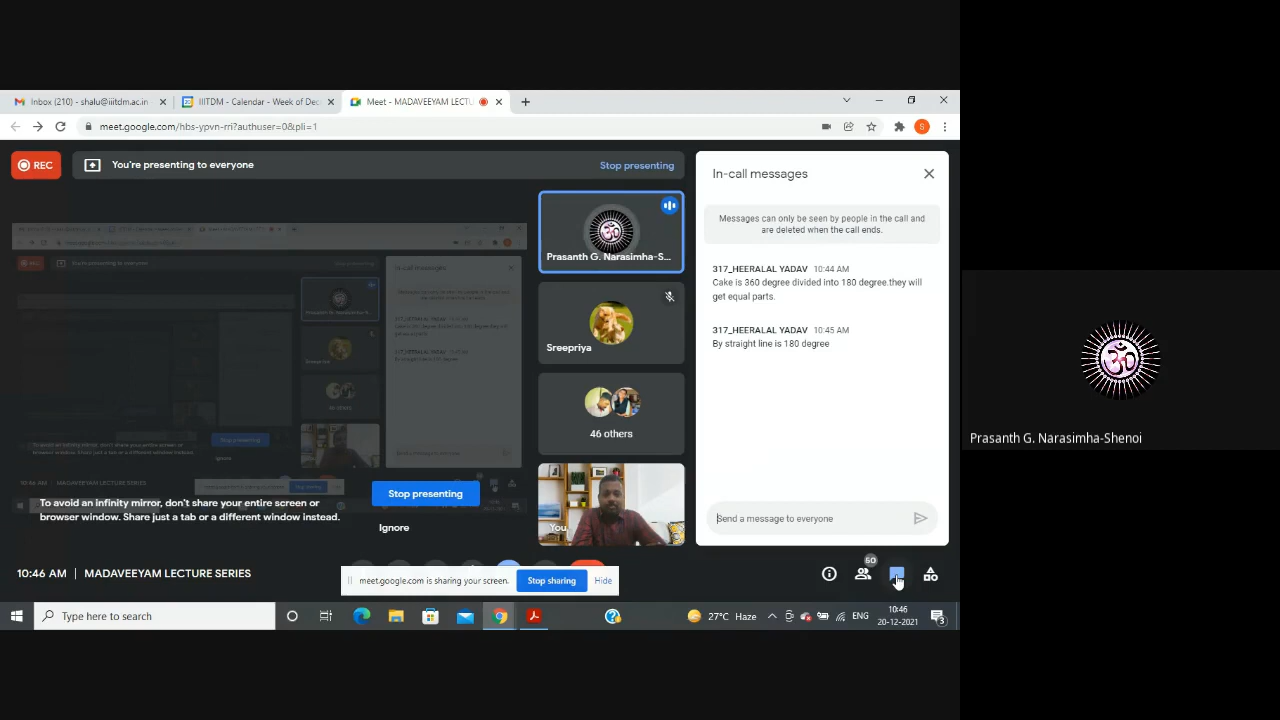 Inbox (210) - shalu@iiitdm.ac.in
IIITDM - Calendar - Week of Dec
Meet - MADAVEEYAM LECTU
meet.google.com/hbs-ypvn-rri?authuser=0&pli=1
S
REC
You're presenting to everyone
Stop presenting
In-call messages
Messages can only be seen by people in the call and
are deleted when the call ends.
317_HEERALAL YADAV 10:44 AM
Cake is 360 degree divided into 180 degree.they will
get equal parts.
317_HEERALAL YADAV 10:45 AM
By straight line is 180 degree
Send a message to everyone
Prasanth G. Narasimha-S...
Sreepriya
46 others
You
To avoid an infinity mirror, don't share your entire screen or
browser window. Share just a tab or a different window instead.
Stop presenting
Ignore
10:46 AM | MADAVEEYAM LECTURE SERIES
meet.google.com is sharing your screen.
Stop sharing
Hide
60
Type here to search
27°C Haze
ENG
10:46
20-12-2021
3
Prasanth G. Narasimha-Shenoi